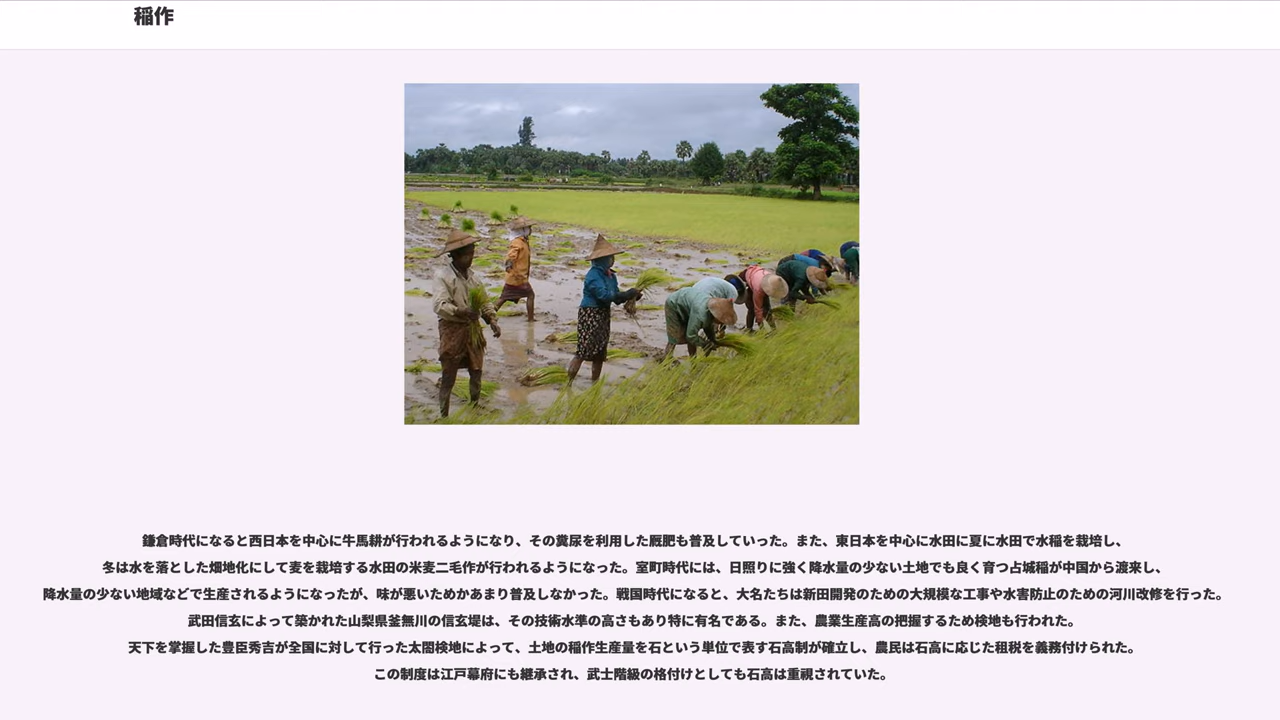 稲作
鎌倉時代になると西日本を中心に牛馬耕が行われるようになり、その糞尿を利用した厩肥も普及していった。また、東日本を中心に水田に夏に水田で水稲を栽培し、
冬は水を落とした畑地化にして麦を栽培する水田の米麦二毛作が行われるようになった。室町時代には、日照りに強く降水量の少ない土地でも良く育つ占城稲が中国から渡来し、
降水量の少ない地域などで生産されるようになったが、味が悪いためかあまり普及しなかった。戦国時代になると、大名たちは新田開発のための大規模な工事や水害防止のための河川改修を行った。
武田信玄によって築かれた山梨県釜無川の信玄堤は、その技術水準の高さもあり特に有名である。また、農業生産高の把握するため検地も行われた。
天下を掌握した豊臣秀吉が全国に対して行った太閤検地によって、土地の稲作生産量を石という単位で表す石高制が確立し、農民は石高に応じた租税を義務付けられた。
この制度は江戸幕府にも継承され、武士階級の格付けとしても石高は重視されていた。